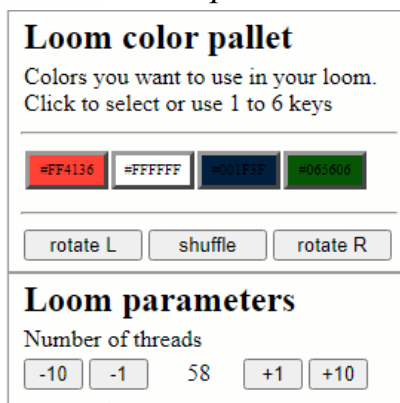 Loom color pallet
Colors you want to use in your loom.
Click to select or use 1 to 6 keys
#FF4136 #FFFFFF #001F3F #065606
rotate L shuffle rotate R
Loom parameters
Number of threads
-10 -1 58 +1 +10